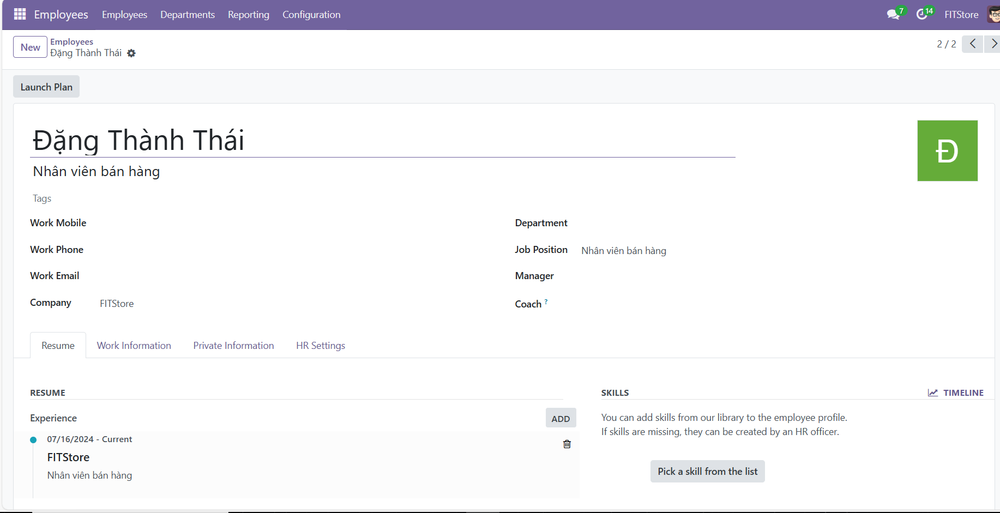 Employees Employees Departments Reporting Configuration 7 14 FITStore
New Employees 2 / 2
Đặng Thành Thái
Launch Plan
Đặng Thành Thái Đ
Nhân viên bán hàng
Tags
Work Mobile Department
Work Phone Job Position Nhân viên bán hàng
Work Email Manager
Company FITStore Coach ?
Resume Work Information Private Information HR Settings
RESUME SKILLS TIMELINE
Experience ADD You can add skills from our library to the employee profile.
If skills are missing, they can be created by an HR officer.
07/16/2024 - Current
FITStore
Nhân viên bán hàng Pick a skill from the list